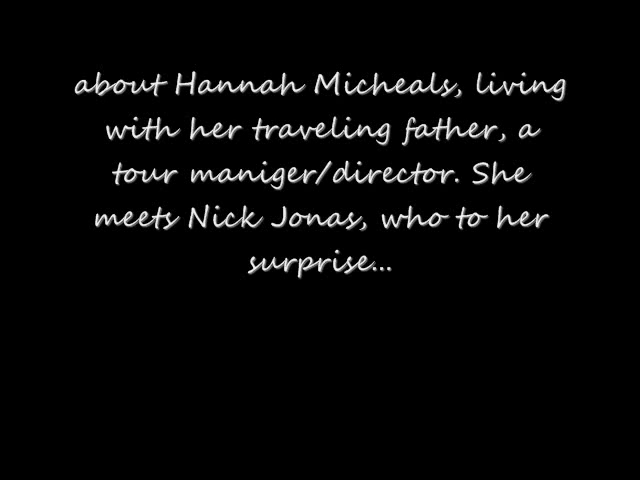 about Hannah Micheals, living
with her traveling father, a
tour maniger/director. She
meets Nick Jonas, who to her
surprise...